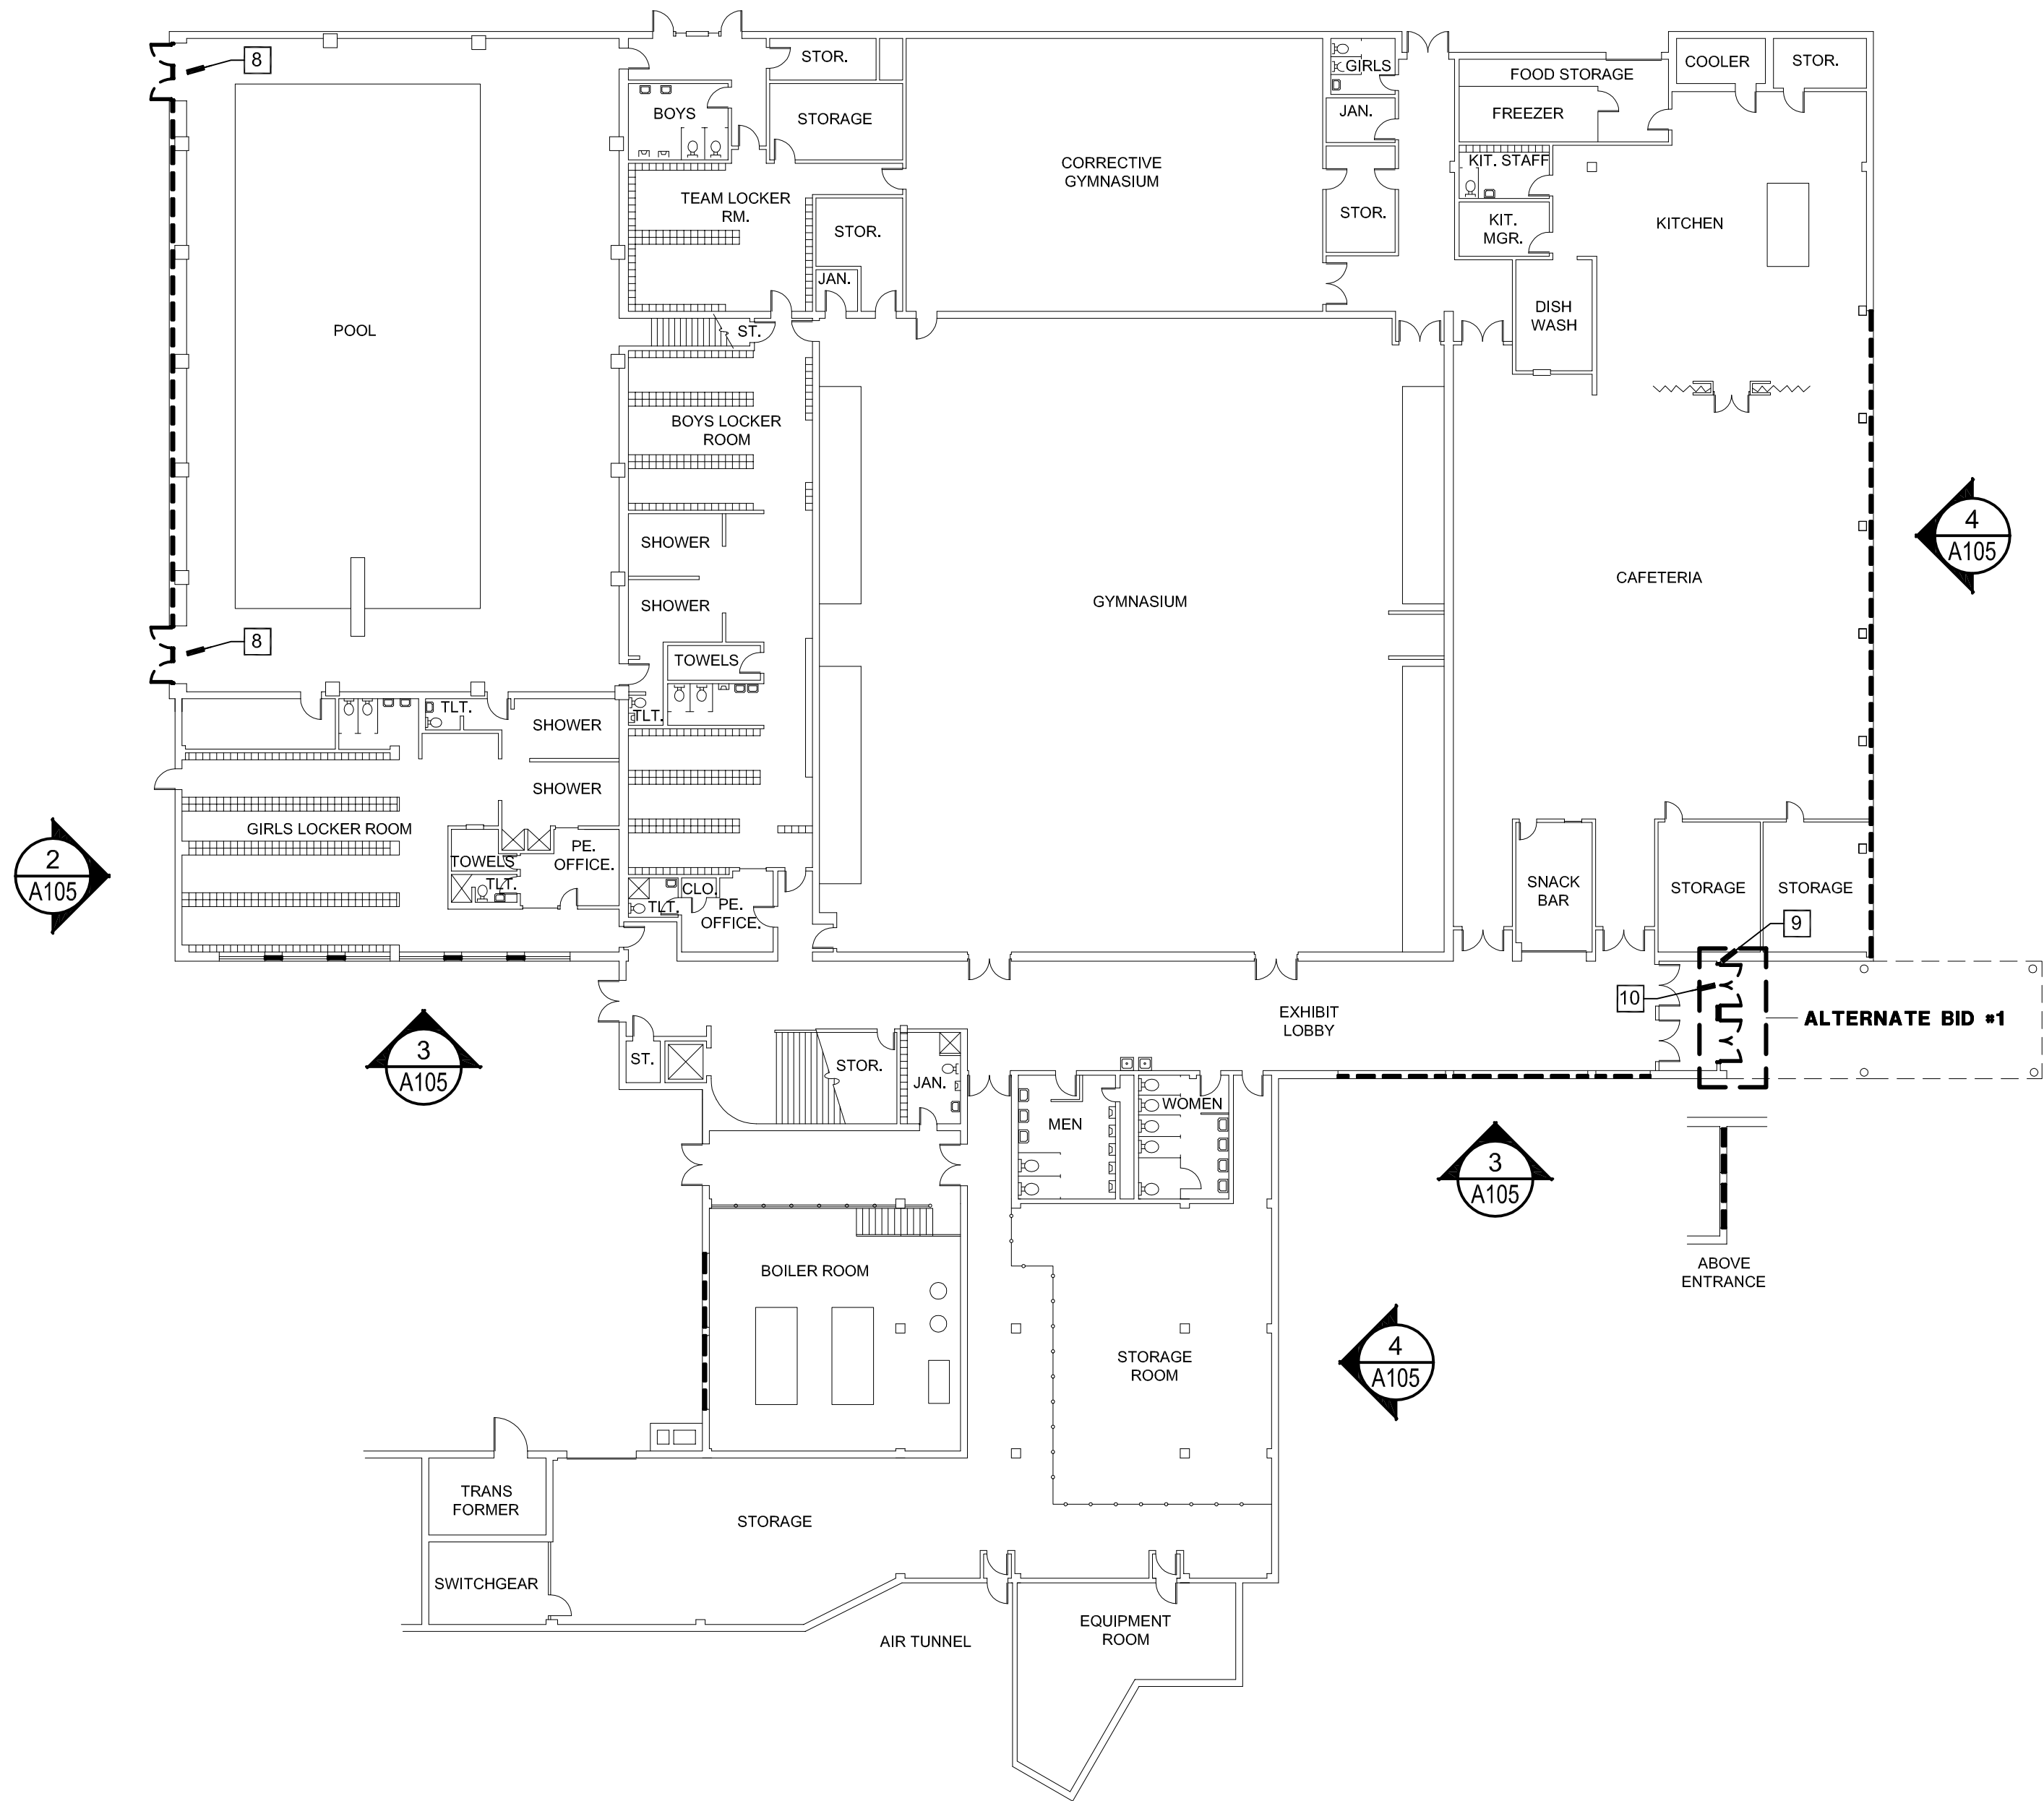 8
STOR.
GIRLS
COOLER
STOR.
FOOD STORAGE
BOYS
STORAGE
JAN.
FREEZER
CORRECTIVE
GYMNASIUM
KIT. STAFF
TEAM LOCKER
RM.
STOR.
STOR.
KIT.
MGR.
KITCHEN
JAN.
POOL
ST.
DISH
WASH
BOYS LOCKER
ROOM
4
A105
SHOWER
CAFETERIA
SHOWER
GYMNASIUM
8
TOWELS
TLT.
TLT.
SHOWER
SHOWER
GIRLS LOCKER ROOM
2
A105
TOWELS
PE.
OFFICE.
TLT.
CLO.
TLT.
PE.
OFFICE.
SNACK
BAR
STORAGE
STORAGE
9
10
EXHIBIT
LOBBY
ALTERNATE BID #1
3
A105
ST.
STOR.
JAN.
MEN
WOMEN
3
A105
BOILER ROOM
ABOVE
ENTRANCE
STORAGE
ROOM
4
A105
TRANS
FORMER
STORAGE
SWITCHGEAR
AIR TUNNEL
EQUIPMENT
ROOM